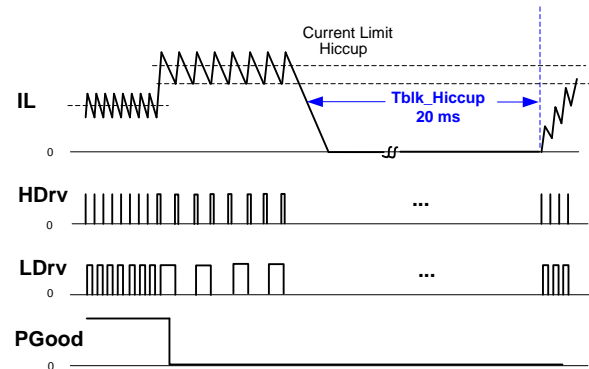 Current Limit
Hiccup
IL
Tblk_Hiccup
20 ms
0
HDrv
...
0
LDrv
...
0
PGood
0